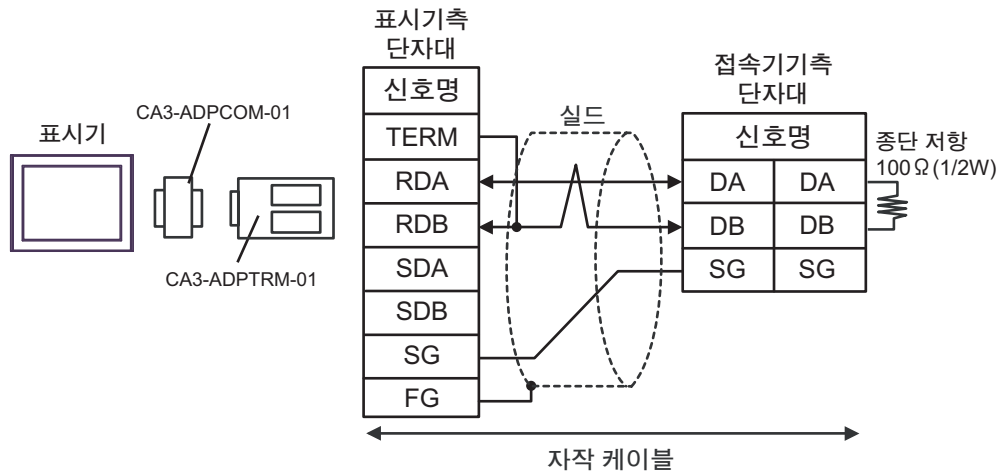 표시기
CA3-ADPCOM-01
CA3-ADPTRM-01
표시기측
단자대
신호명
TERM
RDA
RDB
SDA
SDB
SG
FG
실드
접속기기측
단자대
신호명
DA DA
DB DB
SG SG
종단 저항
100Ω(1/2W)
자작 케이블